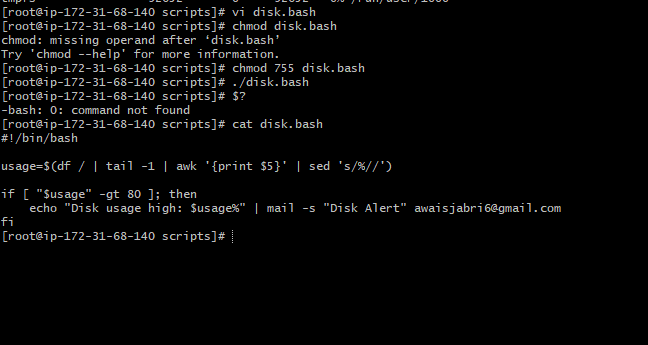 [root@ip-172-31-68-140 scripts]# vi disk.bash
[root@ip-172-31-68-140 scripts]# chmod disk.bash
chmod: missing operand after ‘disk.bash’
Try 'chmod --help' for more information.
[root@ip-172-31-68-140 scripts]# chmod 755 disk.bash
[root@ip-172-31-68-140 scripts]# ./disk.bash
[root@ip-172-31-68-140 scripts]# $?
-bash: 0: command not found
[root@ip-172-31-68-140 scripts]# cat disk.bash
#!/bin/bash

usage=$(df / | tail -1 | awk '{print $5}' | sed 's/%//')

if [ "$usage" -gt 80 ]; then
    echo "Disk usage high: $usage%" | mail -s "Disk Alert" awaisjabri6@gmail.com
fi
[root@ip-172-31-68-140 scripts]#